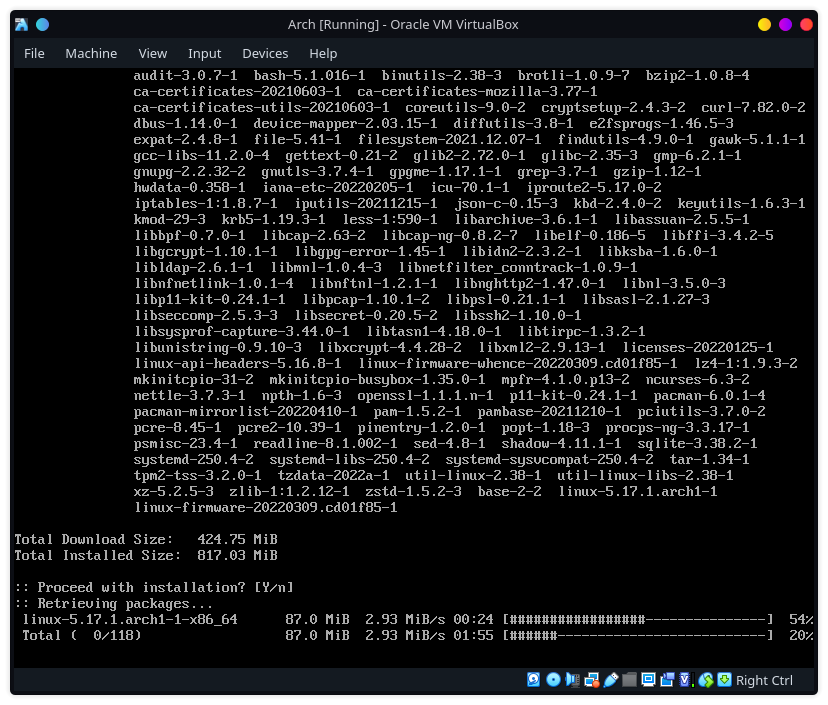 Arch [Running] - Oracle VM VirtualBox
File Machine View Input Devices Help
audit-3.0.7-1 bash-5.1.016-1 binutils-2.38-3 brotli-1.0.9-7 bzip2-1.0.8-4
ca-certificates-20210603-1 ca-certificates-mozilla-3.77-1
ca-certificates-utils-20210603-1 coreutils-9.0-2 cryptsetup-2.4.3-2 curl-7.82.0-2
dbus-1.14.0-1 device-mapper-2.03.15-1 diffutils-3.8-1 e2fsprogs-1.46.5-3
expat-2.4.8-1 file-5.41-1 filesystem-2021.12.07-1 findutils-4.9.0-1 gawk-5.1.1-1
gcc-libs-11.2.0-4 gettext-0.21-2 glib2-2.72.0-1 glibc-2.35-3 gmp-6.2.1-1
gnupg-2.2.32-2 gnutls-3.7.4-1 gpgme-1.17.1-1 grep-3.7-1 gzip-1.12-1
hwdata-0.358-1 iana-etc-20220205-1 icu-70.1-1 iproute2-5.17.0-2
iptables-1:1.8.7-1 iputils-20211215-1 json-c-0.15-3 kbd-2.4.0-2 keyutils-1.6.3-1
kmod-29-3 krb5-1.19.3-1 less-1:590-1 libarchive-3.6.1-1 libassuan-2.5.5-1
libbpf-0.7.0-1 libcap-2.63-2 libcap-ng-0.8.2-7 libelf-0.186-5 libffi-3.4.2-5
libgcrypt-1.10.1-1 libgpg-error-1.45-1 libidn2-2.3.2-1 libksba-1.6.0-1
libldap-2.6.1-1 libmnl-1.0.4-3 libnetfilter_conntrack-1.0.9-1
libnfnetlink-1.0.1-4 libnftnl-1.2.1-1 libnghttp2-1.47.0-1 libnl-3.5.0-3
libp11-kit-0.24.1-1 libpcap-1.10.1-2 libpsl-0.21.1-1 libsasl-2.1.27-3
libseccomp-2.5.3-3 libsecret-0.20.5-2 libssh2-1.10.0-1
libsysprof-capture-3.44.0-1 libtasn1-4.18.0-1 libtirpc-1.3.2-1
libunistring-0.9.10-3 libxcrypt-4.4.28-2 libxml2-2.9.13-1 licenses-20220125-1
linux-api-headers-5.16.8-1 linux-firmware-whence-20220309.cd01f85-1 lz4-1:1.9.3-2
mkinitcpio-31-2 mkinitcpio-busybox-1.35.0-1 mpfr-4.1.0.p13-2 ncurses-6.3-2
nettle-3.7.3-1 npth-1.6-3 openssl-1.1.1.n-1 p11-kit-0.24.1-1 pacman-6.0.1-4
pacman-mirrorlist-20220410-1 pam-1.5.2-1 pambase-20211210-1 pciutils-3.7.0-2
pcre-8.45-1 pcre2-10.39-1 pinentry-1.2.0-1 popt-1.18-3 procps-ng-3.3.17-1
psmisc-23.4-1 readline-8.1.002-1 sed-4.8-1 shadow-4.11.1-1 sqlite-3.38.2-1
systemd-250.4-2 systemd-libs-250.4-2 systemd-sysvcompat-250.4-2 tar-1.34-1
tpm2-tss-3.2.0-1 tzdata-2022a-1 util-linux-2.38-1 util-linux-libs-2.38-1
xz-5.2.5-3 zlib-1:1.2.12-1 zstd-1.5.2-3 base-2-2 linux-5.17.1.arch1-1
linux-firmware-20220309.cd01f85-1
Total Download Size: 424.75 MiB
Total Installed Size: 817.03 MiB
:: Proceed with installation? [Y/n]
:: Retrieving packages...
linux-5.17.1.arch1-1-x86_64 87.0 MiB 2.93 MiB/s 00:24 [#################---------------] 54%
Total ( 0/118) 87.0 MiB 2.93 MiB/s 01:55 [######--------------------------] 20%
Right Ctrl